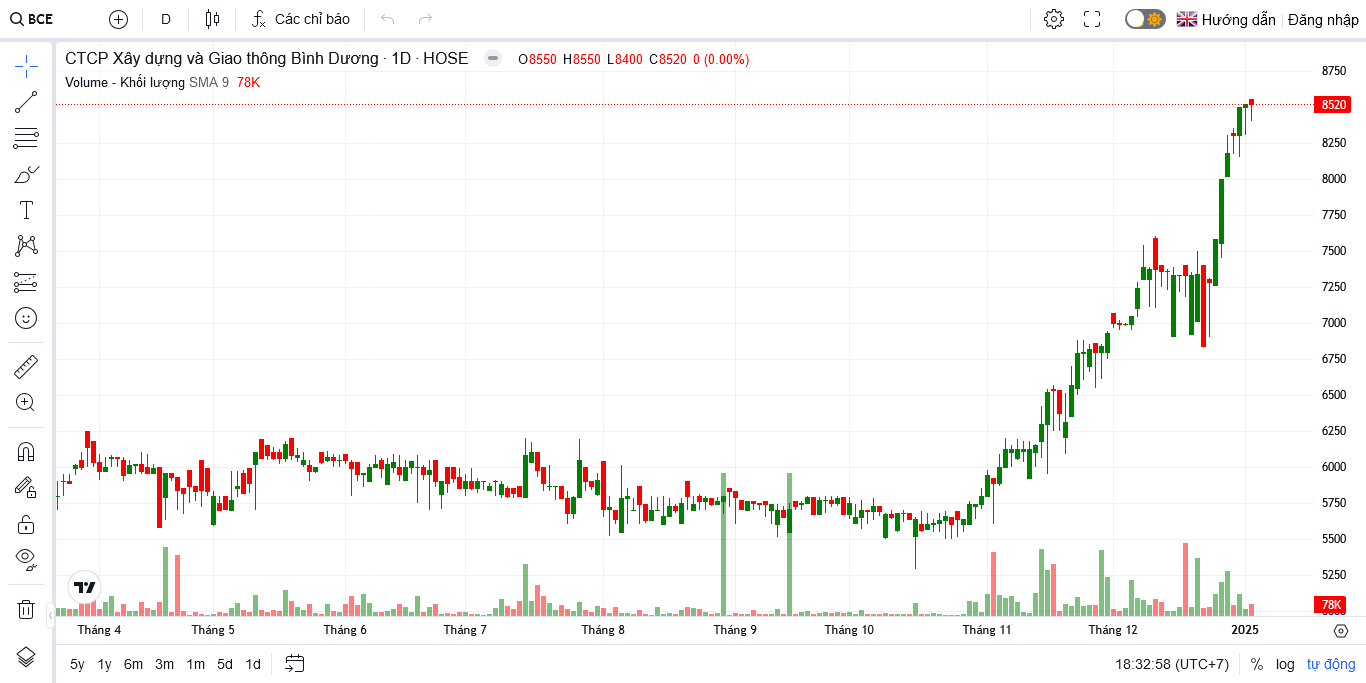 BCE D Các chỉ báo Hướng dẫn Đăng nhập
CTCP Xây dựng và Giao thông Bình Dương · 1D · HOSE O8550 H8550 L8400 C8520 0 (0.00%)
Volume - Khối lượng SMA 9 78K
8750
8520
8250
8000
7750
7500
7250
7000
6750
6500
6250
6000
5750
5500
5250
78K
Tháng 4 Tháng 5 Tháng 6 Tháng 7 Tháng 8 Tháng 9 Tháng 10 Tháng 11 Tháng 12 2025
5y 1y 6m 3m 1m 5d 1d 18:32:58 (UTC+7) % log tự động